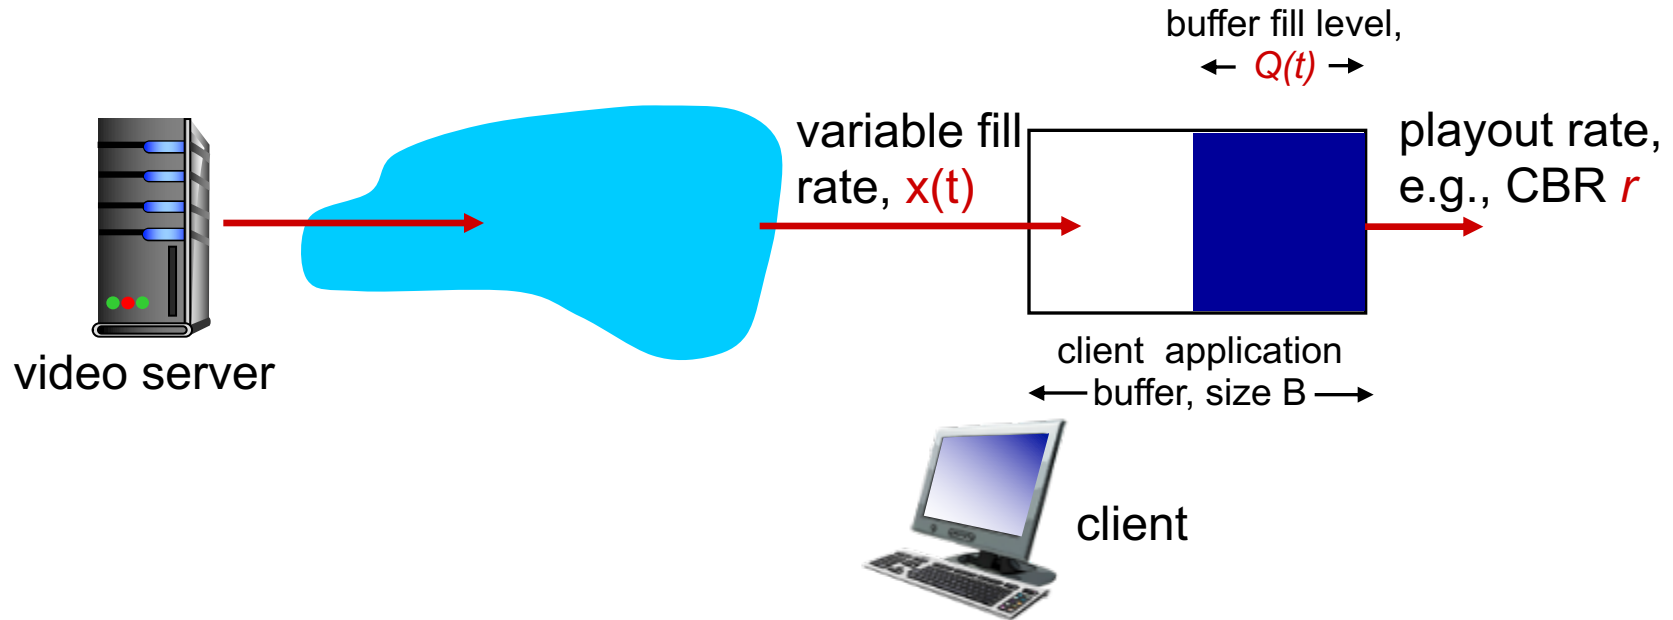 buffer fill level,
Q(t)
variable fill
rate, x(t)
playout rate,
e.g., CBR r
video server
client application
buffer, size B
client